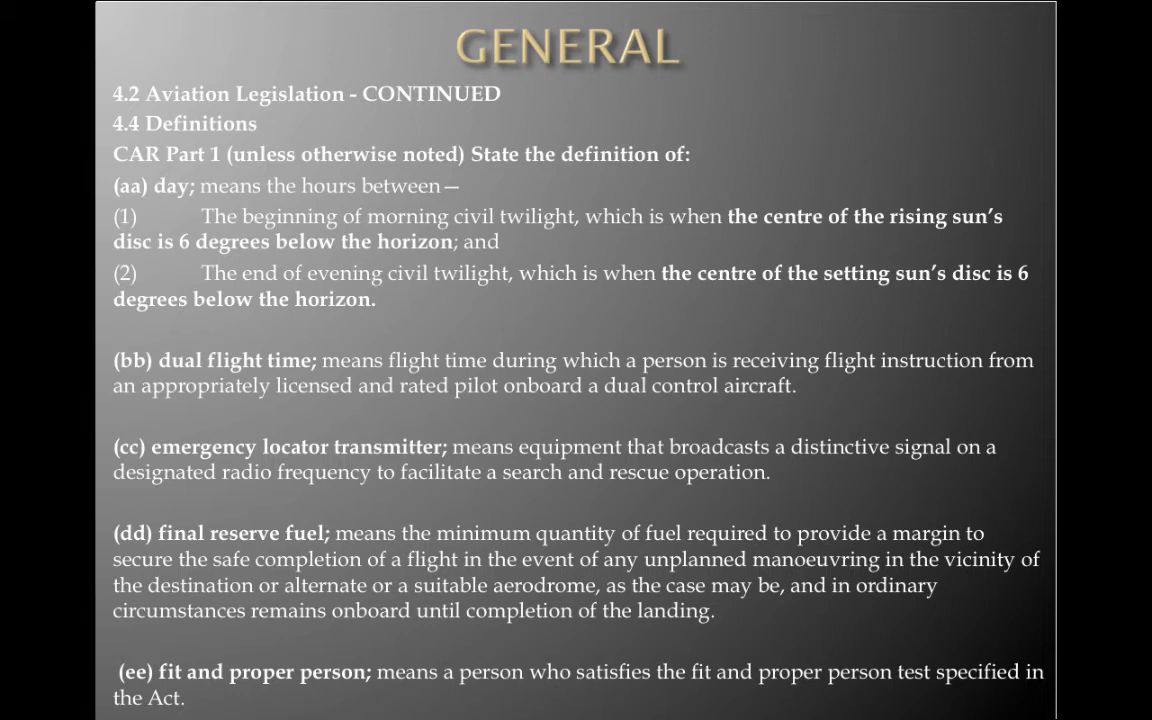 GENERAL
4.2 Aviation Legislation - CONTINUED
4.4 Definitions
CAR Part 1 (unless otherwise noted) State the definition of:
(aa) day; means the hours between—
(1) The beginning of morning civil twilight, which is when the centre of the rising sun's
disc is 6 degrees below the horizon; and
(2) The end of evening civil twilight, which is when the centre of the setting sun's disc is 6
degrees below the horizon.
(bb) dual flight time; means flight time during which a person is receiving flight instruction from
an appropriately licensed and rated pilot onboard a dual control aircraft.
(cc) emergency locator transmitter; means equipment that broadcasts a distinctive signal on a
designated radio frequency to facilitate a search and rescue operation.
(dd) final reserve fuel; means the minimum quantity of fuel required to provide a margin to
secure the safe completion of a flight in the event of any unplanned manoeuvring in the vicinity of
the destination or alternate or a suitable aerodrome, as the case may be, and in ordinary
circumstances remains onboard until completion of the landing.
(ee) fit and proper person; means a person who satisfies the fit and proper person test specified in
the Act.